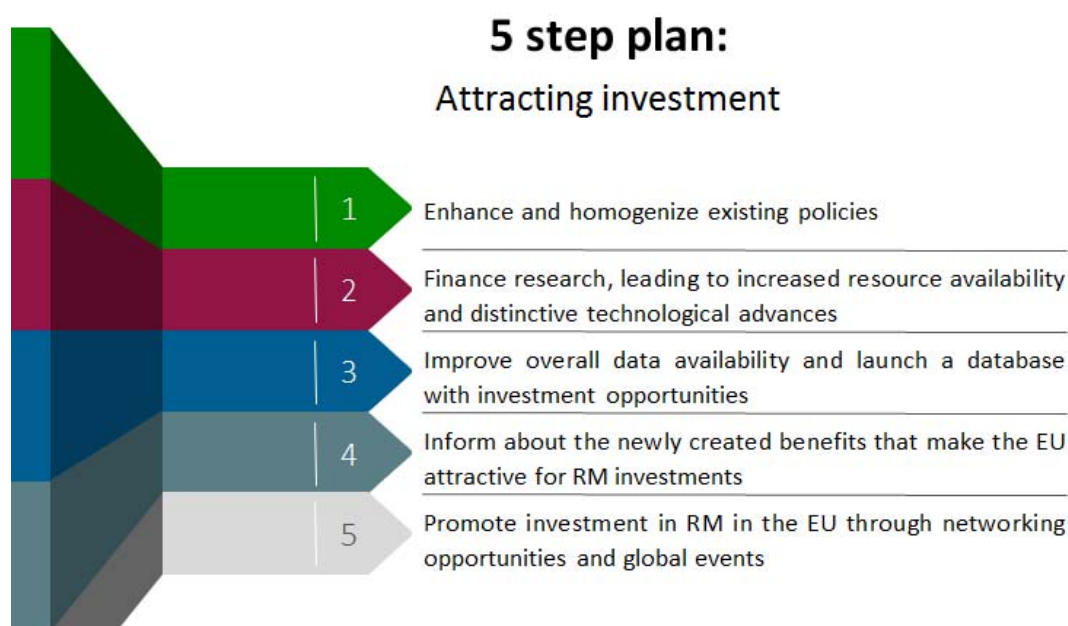 5 step plan:
Attracting investment
1
Enhance and homogenize existing policies
2
Finance research, leading to increased resource availability
and distinctive technological advances
3
Improve overall data availability and launch a database
with investment opportunities
4
Inform about the newly created benefits that make the EU
attractive for RM investments
5
Promote investment in RM in the EU through networking
opportunities and global events